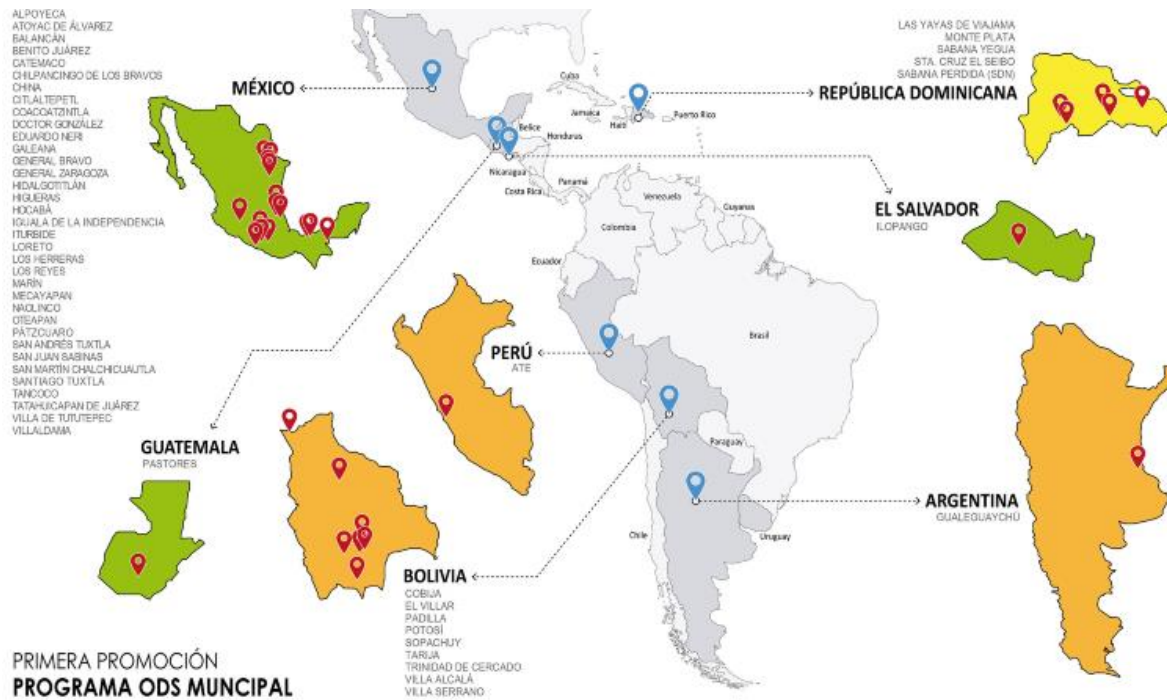 ALPOYECA
ATOYAC DE ÁLVAREZ
BALANCÁN
BENITO JUÁREZ
CATEMACO
CHILPANCINGO DE LOS BRAVOS
CHINA
CITLALTEPETL
COACOATZINTLA
DOCTOR GONZÁLEZ
EDUARDO NERI
GALEANA
GENERAL BRAVO
GENERAL ZARAGOZA
HIDALGOTITLÁN
HIGUERAS
HOCABÁ
IGUALA DE LA INDEPENDENCIA
ITURBIDE
LORETO
LOS HERRERAS
LOS REYES
MARÍN
MECAYAPAN
NAOLINCO
OTEAPAN
PÁTZCUARO
SAN ANDRÉS TUXTLA
SAN JUAN SABINAS
SAN MARTÍN CHALCHICUAUTLA
SANTIAGO TUXTLA
TANCOCO
TATAHUICAPAN DE JUÁREZ
VILLA DE TUTUTEPEC
VILLALDAMA
MÉXICO
LAS YAYAS DE VIAJAMA
MONTE PLATA
SABANA YEGUA
STA. CRUZ EL SEIBO
SABANA PERDIDA (SDN)
REPÚBLICA DOMINICANA
Cuba
Jamaica
Haití
Puerto Rico
Belice
Honduras
Nicaragua
Costa Rica
Panamá
Venezuela
Guyanas
Colombia
Ecuador
Brasil
Paraguay
Chile
Uruguay
EL SALVADOR
ILOPANGO
PERÚ
ATE
GUATEMALA
PASTORES
ARGENTINA
GUALEGUAYCHÚ
BOLIVIA
COBIJA
EL VILLAR
PADILLA
POTOSÍ
SOPACHUY
TARIJA
TRINIDAD DE CERCADO
VILLA ALCALÁ
VILLA SERRANO
PRIMERA PROMOCIÓN
PROGRAMA ODS MUNCIPAL